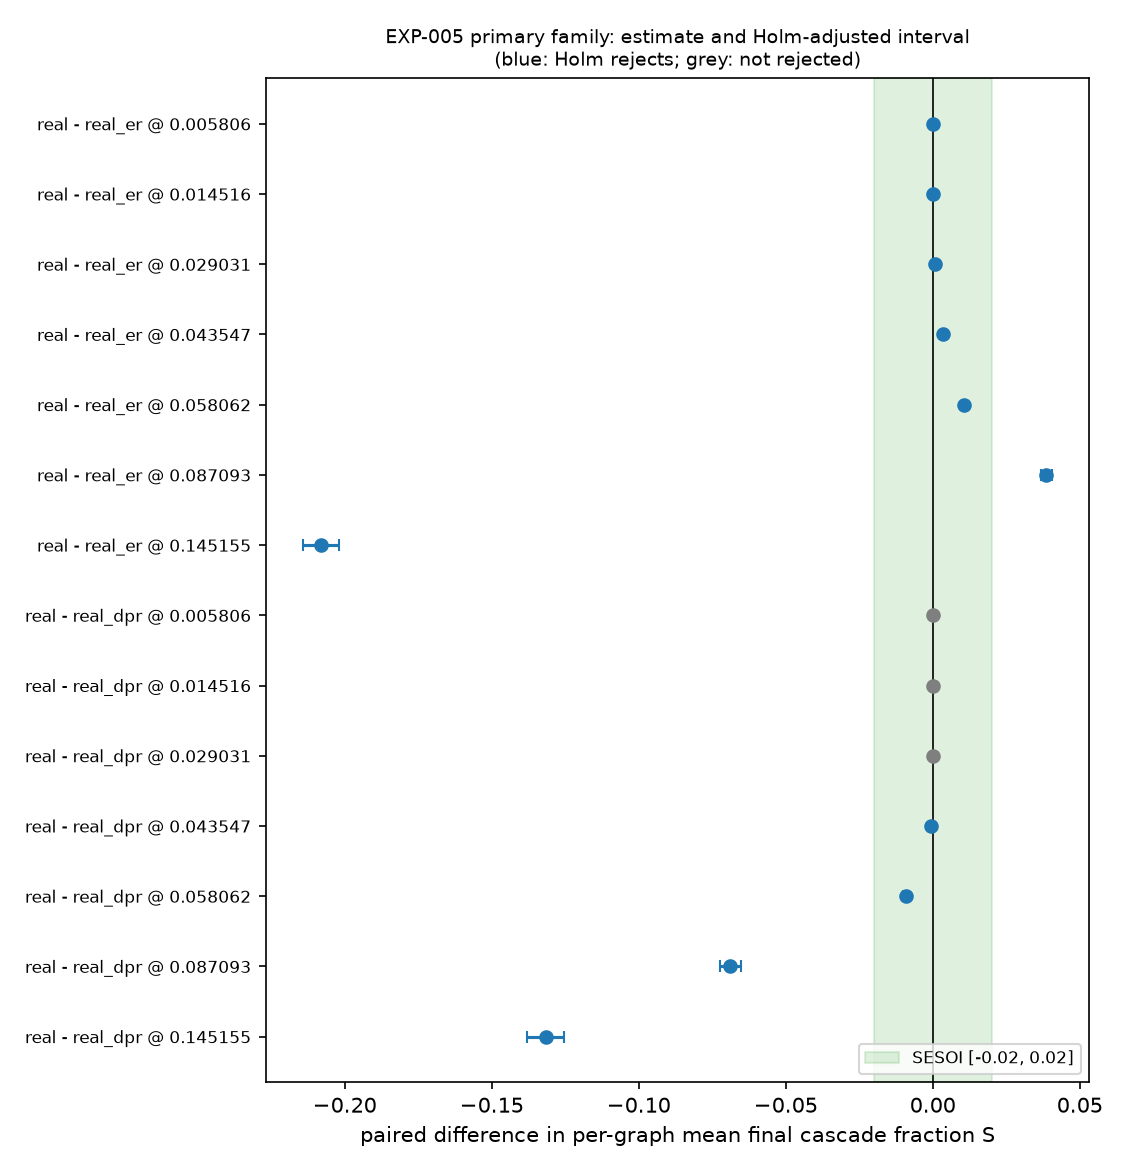 EXP-005 primary family: estimate and Holm-adjusted interval
(blue: Holm rejects; grey: not rejected)
real - real_er @ 0.005806
real - real_er @ 0.014516
real - real_er @ 0.029031
real - real_er @ 0.043547
real - real_er @ 0.058062
real - real_er @ 0.087093
real - real_er @ 0.145155
real - real_dpr @ 0.005806
real - real_dpr @ 0.014516
real - real_dpr @ 0.029031
real - real_dpr @ 0.043547
real - real_dpr @ 0.058062
real - real_dpr @ 0.087093
real - real_dpr @ 0.145155
SESOI [-0.02, 0.02]
−0.20 −0.15 −0.10 −0.05 0.00 0.05
paired difference in per-graph mean final cascade fraction S